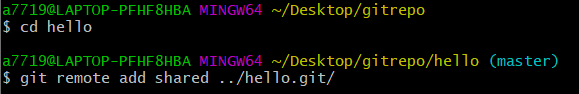 a7719@LAPTOP-PFHF8HBA MINGW64 ~/Desktop/gitrepo
$ cd hello
a7719@LAPTOP-PFHF8HBA MINGW64 ~/Desktop/gitrepo/hello (master)
$ git remote add shared ../hello.git/